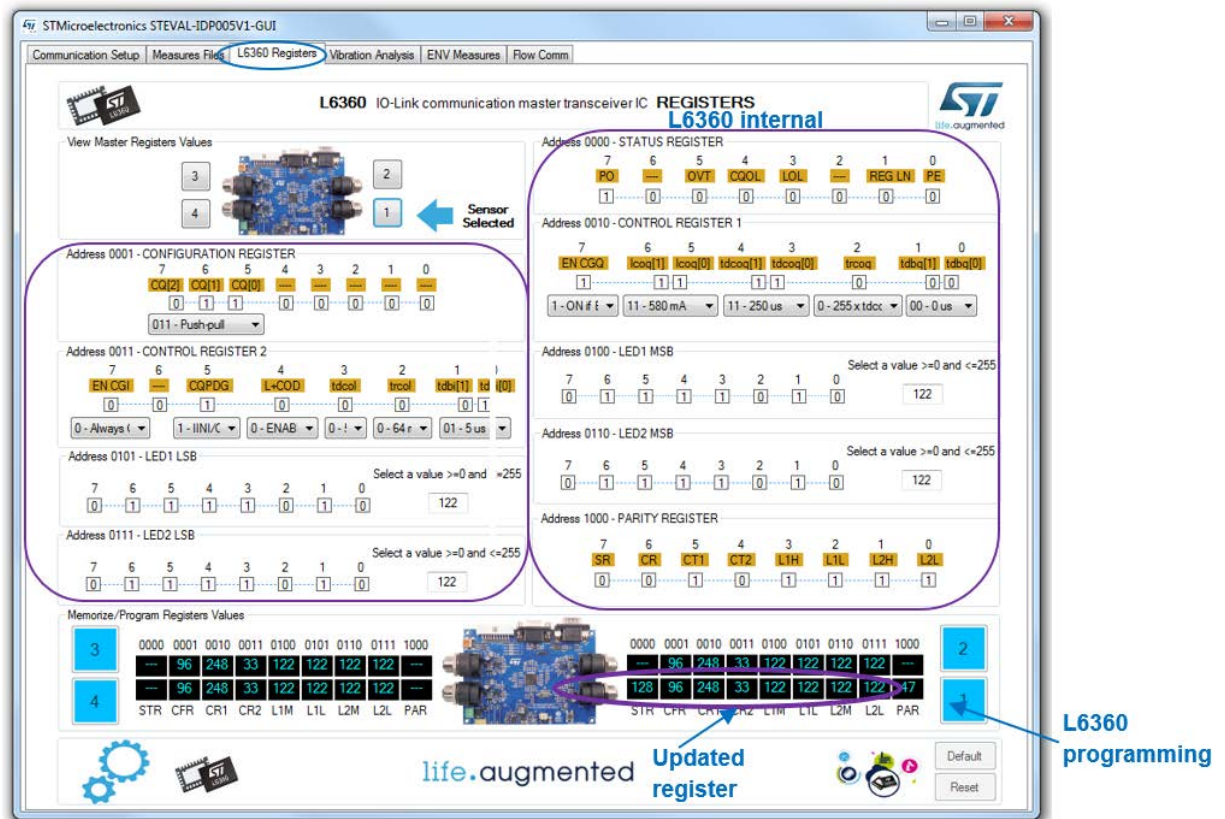 STMicroelectronics STEVAL-IDP005V1-GUI
Communication Setup Measures Files L6360 Registers Vibration Analysis ENV Measures Flow Comm
L6360 IO-Link communication master transceiver IC REGISTERS
life.augmented
L6360 internal
View Master Registers Values
3 2
4 1
Sensor
Selected
Address 0000 - STATUS REGISTER
7 6 5 4 3 2 1 0
PO --- OVT CQOL LOL --- REG LN PE
1 0 0 0 0 0 0 0
Address 0010 - CONTROL REGISTER 1
7 6 5 4 3 2 1 0
EN CGQ Icoq[1] Icoq[0] tdcoq[1] tdcoq[0] trcoq tdbq[1] tdbq[0]
1 1 1 1 1 0 0 0
1 - ON if E 11 - 580 mA 11 - 250 us 0 - 255 x tdcc 00 - 0 us
Address 0001 - CONFIGURATION REGISTER
7 6 5 4 3 2 1 0
CQ[2] CQ[1] CQ[0] --- --- --- --- ---
0 1 1 0 0 0 0 0
011 - Push-pull
Address 0011 - CONTROL REGISTER 2
7 6 5 4 3 2 1 0
EN CGI --- CQPDG L+COD tdcol trcol tdbi[1]
0 0 1 0 0 0 0 1
0 - Always ( 1 - IINI/C 0 - ENAB 0 - ! 0 - 64 r 01 - 5 us
Address 0100 - LED1 MSB
Select a value >=0 and <=255
7 6 5 4 3 2 1 0
0 1 1 1 1 0 1 0
122
Address 0110 - LED2 MSB
Select a value >=0 and <=255
7 6 5 4 3 2 1 0
0 1 1 1 1 0 1 0
122
Address 0101 - LED1 LSB
Select a value >=0 and =255
7 6 5 4 3 2 1 0
0 1 1 1 1 0 1 0
122
Address 0111 - LED2 LSB
Select a value >=0 and <=255
7 6 5 4 3 2 1 0
0 1 1 1 1 0 1 0
122
Address 1000 - PARITY REGISTER
7 6 5 4 3 2 1 0
SR CR CT1 CT2 L1H L1L L2H L2L
0 0 1 0 1 1 1 1
Memorize/Program Registers Values
3
0000 0001 0010 0011 0100 0101 0110 0111 1000
--- 96 248 33 122 122 122 122 ---
4
--- 96 248 33 122 122 122 122 ---
STR CFR CR1 CR2 L1M L1L L2M L2L PAR
0000 0001 0010 0011 0100 0101 0110 0111 1000
2
--- 96 248 33 122 122 122 122 ---
128 96 248 33 122 122 122 122 47
1
STR CFR CR1 CR2 L1M L1L L2M L2L PAR
L6360
programming
Updated
register
life.augmented
Default
Reset